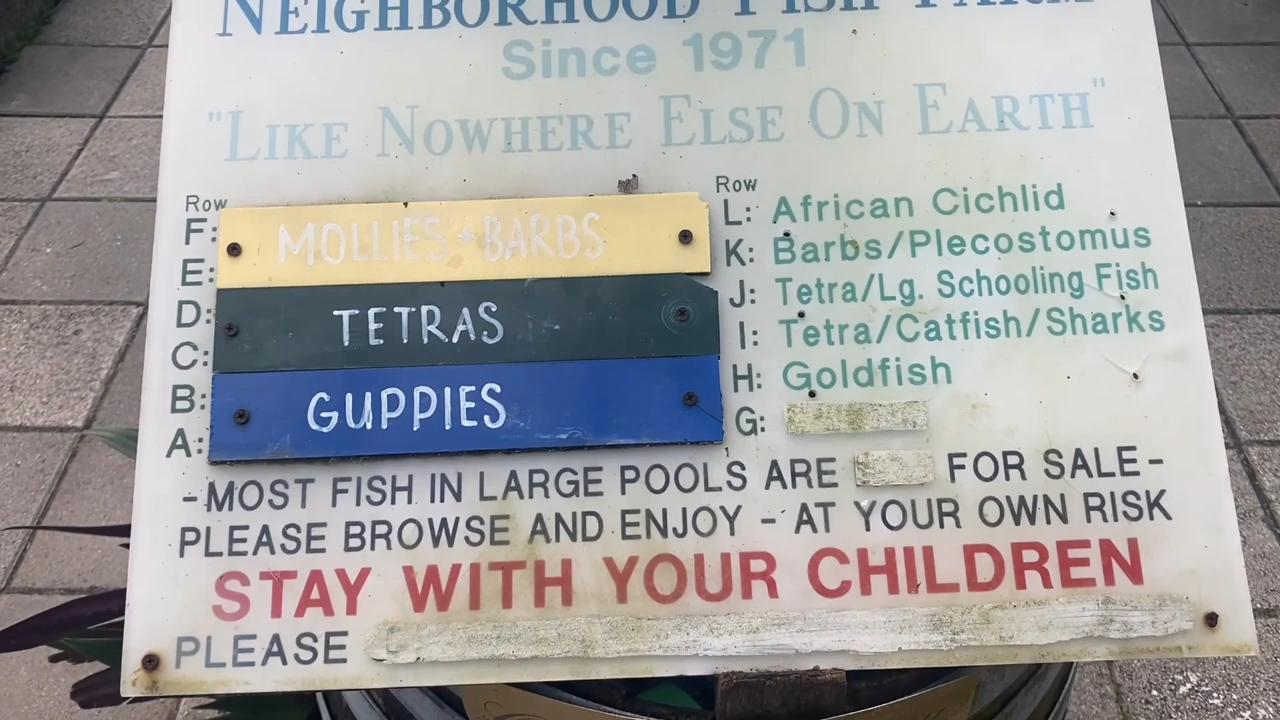 NEIGHBORHOOD FISH FARM
Since 1971
"LIKE NOWHERE ELSE ON EARTH"
Row
F:
E:
D:
C:
B:
A:
MOLLIES + BARBS
TETRAS
GUPPIES
Row
L: African Cichlid
K: Barbs/Plecostomus
J: Tetra/Lg. Schooling Fish
I: Tetra/Catfish/Sharks
H: Goldfish
G:
-MOST FISH IN LARGE POOLS ARE FOR SALE-
PLEASE BROWSE AND ENJOY - AT YOUR OWN RISK
STAY WITH YOUR CHILDREN
PLEASE